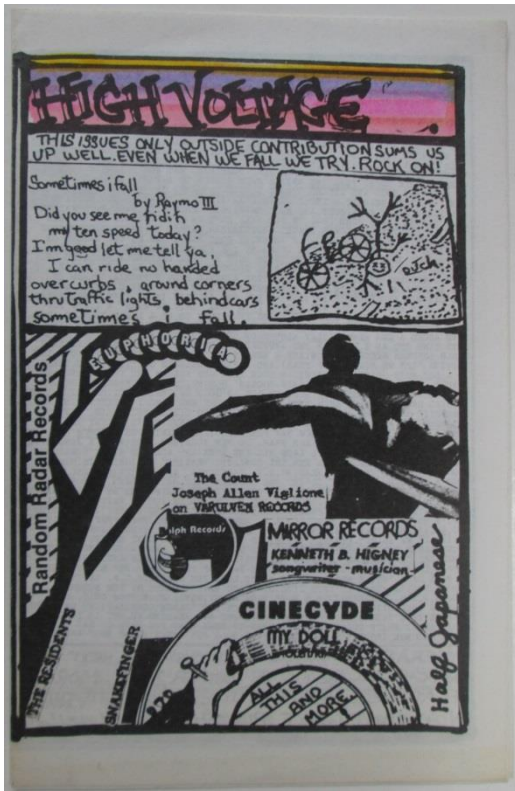 HIGH VOLTAGE
THIS ISSUES ONLY OUTSIDE CONTRIBUTION SUMS US
UP WELL. EVEN WHEN WE FALL WE TRY. ROCK ON!
Sometimes i fall
by Raymo III
Did you see me ridin
my ten speed today?
I'm good let me tell ya,
I can ride no handed
over curbs, around corners
thru traffic lights, behind cars
sometimes i fall.
ouch
EUPHORIA
Random Radar Records
The Count
Joseph Allen Viglione
on VARULVEN RECORDS
Ralph Records
MIRROR RECORDS
KENNETH B. HIGNEY
songwriter - musician
Half Japanese
THE RESIDENTS
SNAKEFINGER
CINECYDE
MY DOLL
ALL
THIS
AND
MORE